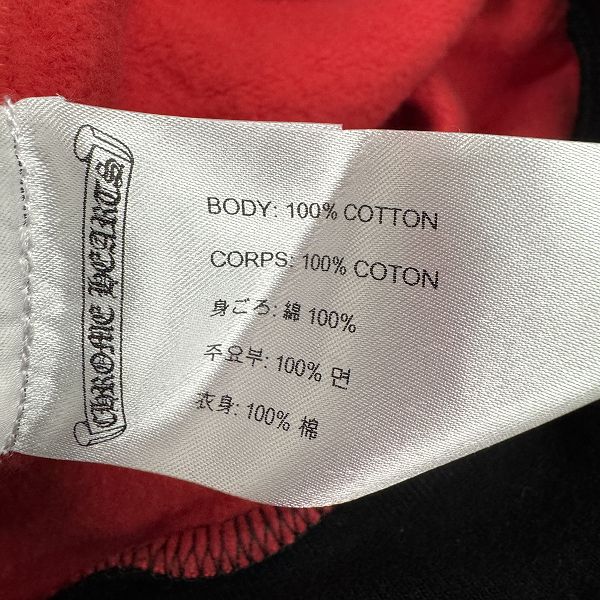 CHROME HEARTS
BODY: 100% COTTON
CORPS: 100% COTON
身ごろ: 綿 100%
주요부: 100% 면
衣身: 100% 棉